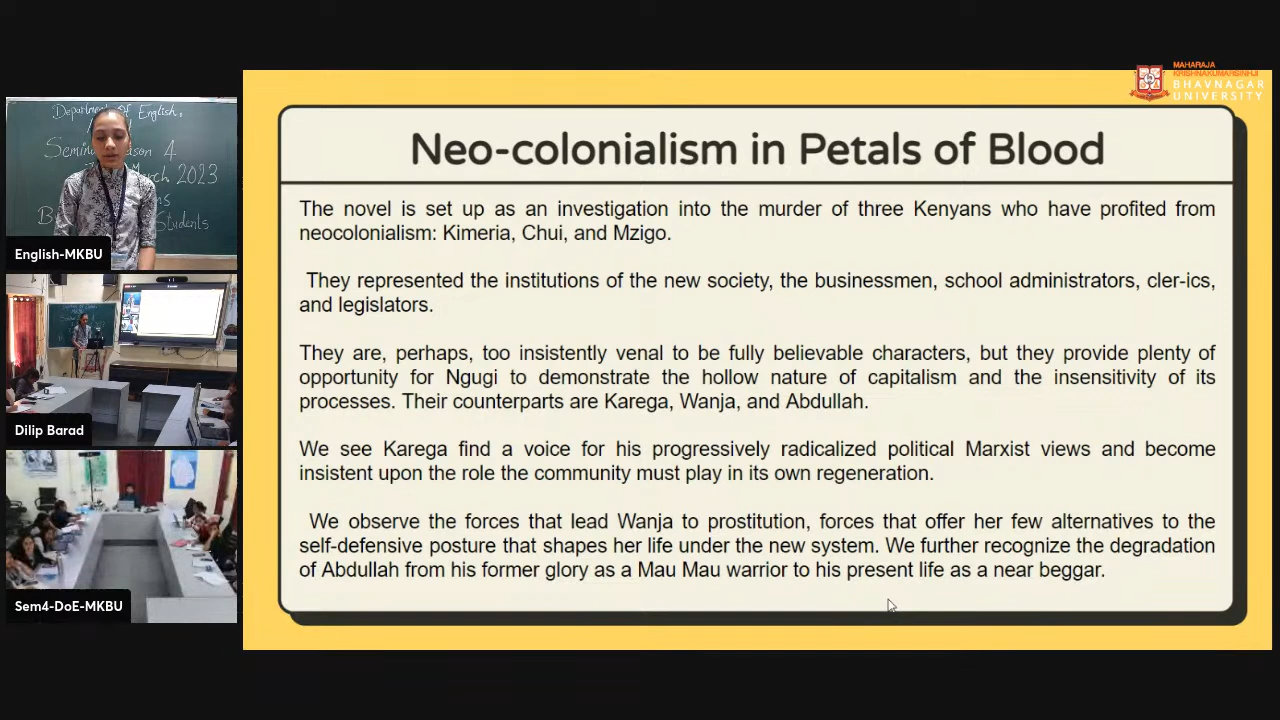 MAHARAJA
KRISHNAKUMARSINHJI
BHAVNAGAR
UNIVERSITY
Neo-colonialism in Petals of Blood
The novel is set up as an investigation into the murder of three Kenyans who have profited from
neocolonialism: Kimeria, Chui, and Mzigo.
They represented the institutions of the new society, the businessmen, school administrators, cler-ics,
and legislators.
They are, perhaps, too insistently venal to be fully believable characters, but they provide plenty of
opportunity for Ngugi to demonstrate the hollow nature of capitalism and the insensitivity of its
processes. Their counterparts are Karega, Wanja, and Abdullah.
We see Karega find a voice for his progressively radicalized political Marxist views and become
insistent upon the role the community must play in its own regeneration.
We observe the forces that lead Wanja to prostitution, forces that offer her few alternatives to the
self-defensive posture that shapes her life under the new system. We further recognize the degradation
of Abdullah from his former glory as a Mau Mau warrior to his present life as a near beggar.
Department Of English,
4
2023
Students
English-MKBU
Dilip Barad
Sem4-DoE-MKBU